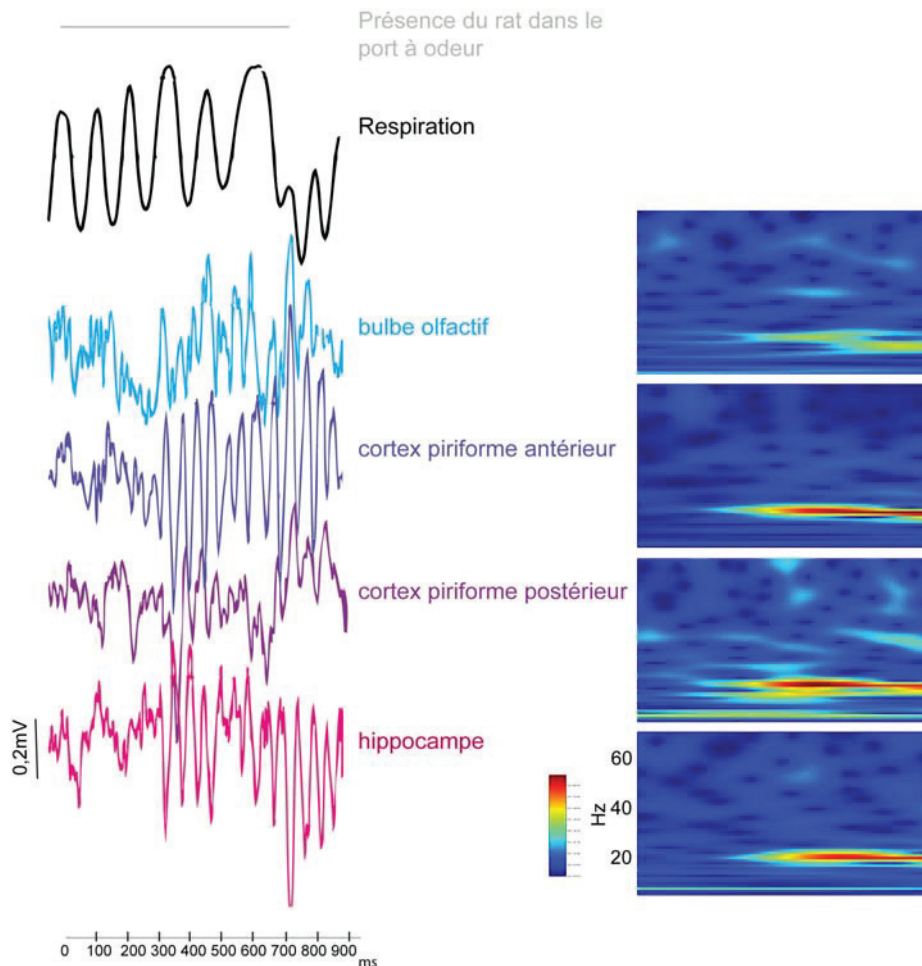 Présence du rat dans le
port à odeur
Respiration
bulbe olfactif
cortex piriforme antérieur
cortex piriforme postérieur
hippocampe
0,2mV
60
40
20
Hz
0 100 200 300 400 500 600 700 800 900
ms